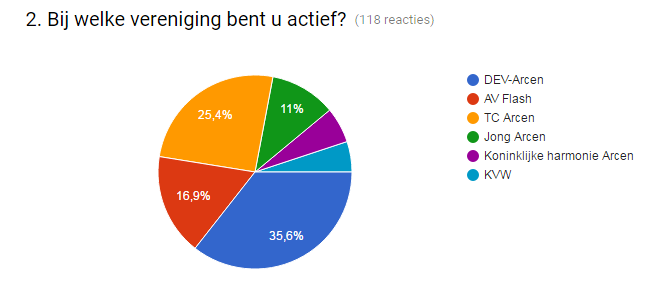 2. Bij welke vereniging bent u actief? (118 reacties)
DEV-Arcen
AV Flash
TC Arcen
Jong Arcen
Koninklijke harmonie Arcen
KVW
11%
25,4%
16,9%
35,6%